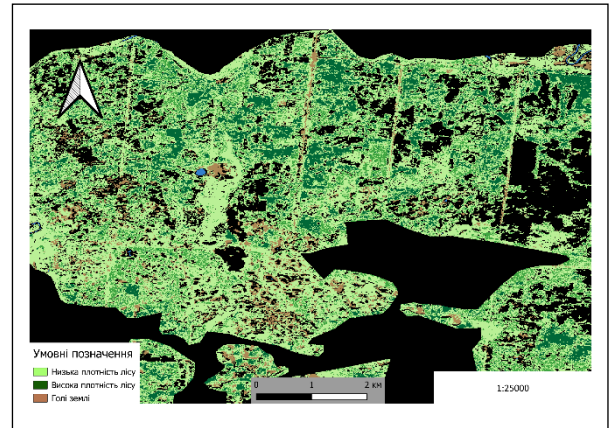 Умовні позначення
Низька плотність лісу
Висока плотність лісу
Голі землі
0 1 2 км
1:25000